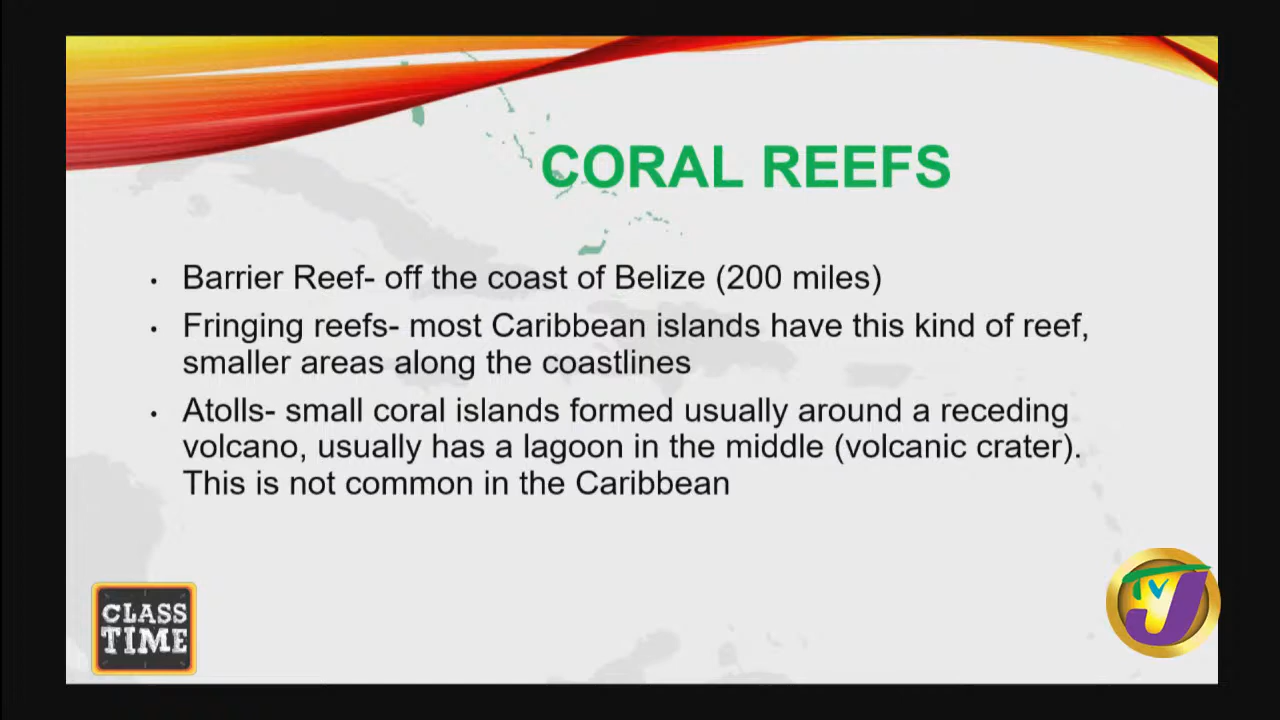 CORAL REEFS
• Barrier Reef- off the coast of Belize (200 miles)
• Fringing reefs- most Caribbean islands have this kind of reef,
smaller areas along the coastlines
• Atolls- small coral islands formed usually around a receding
volcano, usually has a lagoon in the middle (volcanic crater).
This is not common in the Caribbean
CLASS
TIME
TVJ